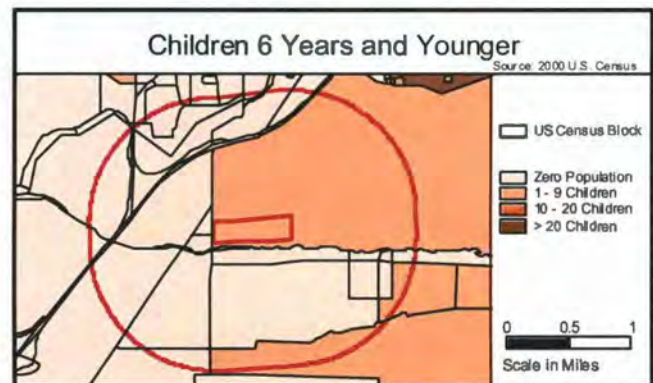 Children 6 Years and Younger
Source: 2000 U.S. Census
US Census Block
Zero Population
1 - 9 Children
10 - 20 Children
> 20 Children
0 0.5 1
Scale in Miles